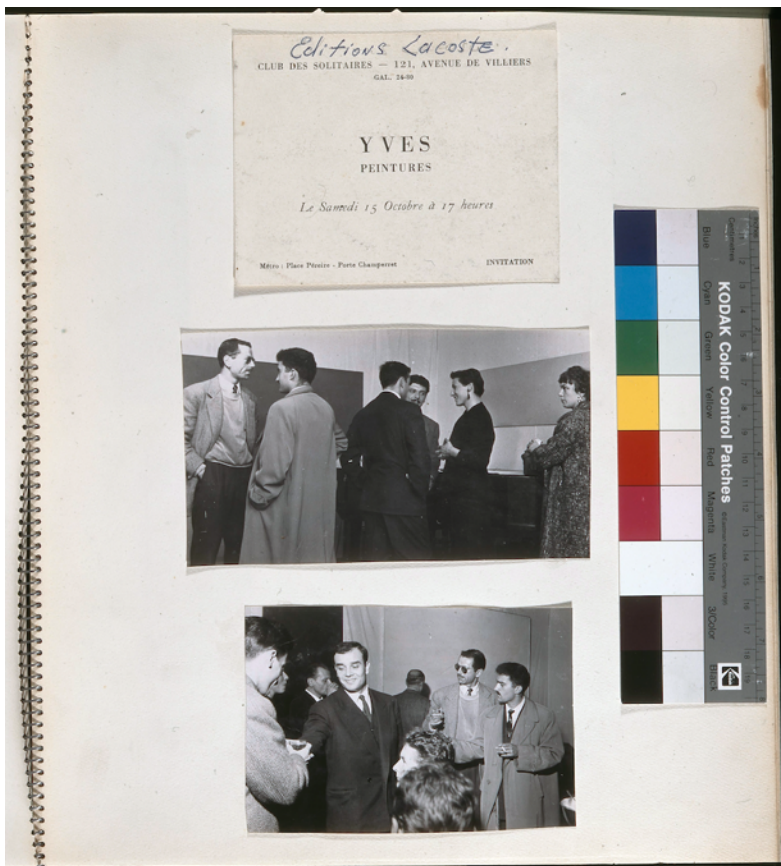 Editions Lacoste.
CLUB DES SOLITAIRES — 121, AVENUE DE VILLIERS
GAL. 24-00
YVES
PEINTURES
Le Samedi 15 Octobre à 17 heures
Métro : Place Péreire - Porte Champerret
INVITATION
KODAK Color Control Patches
Blue
Cyan
Green
Yellow
Red
Magenta
White
3/Color
Black
Centimetres